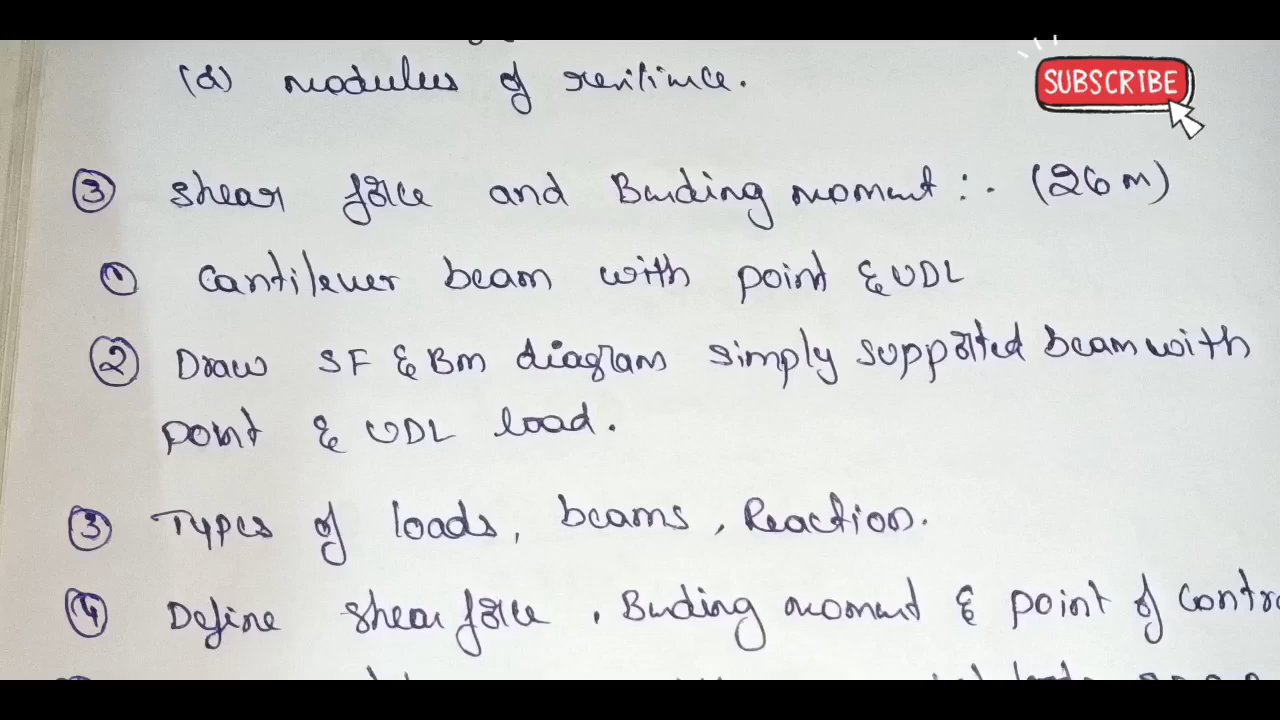 (d) modulus of resilince.
SUBSCRIBE
③ Shear force and Bending moment :- (26m)
① Cantilever beam with point & UDL
② Draw SF & Bm diagram simply supported beam with
point & UDL load.
③ Types of loads, beams, Reaction.
④ Define shear force, Bending moment & point of contra